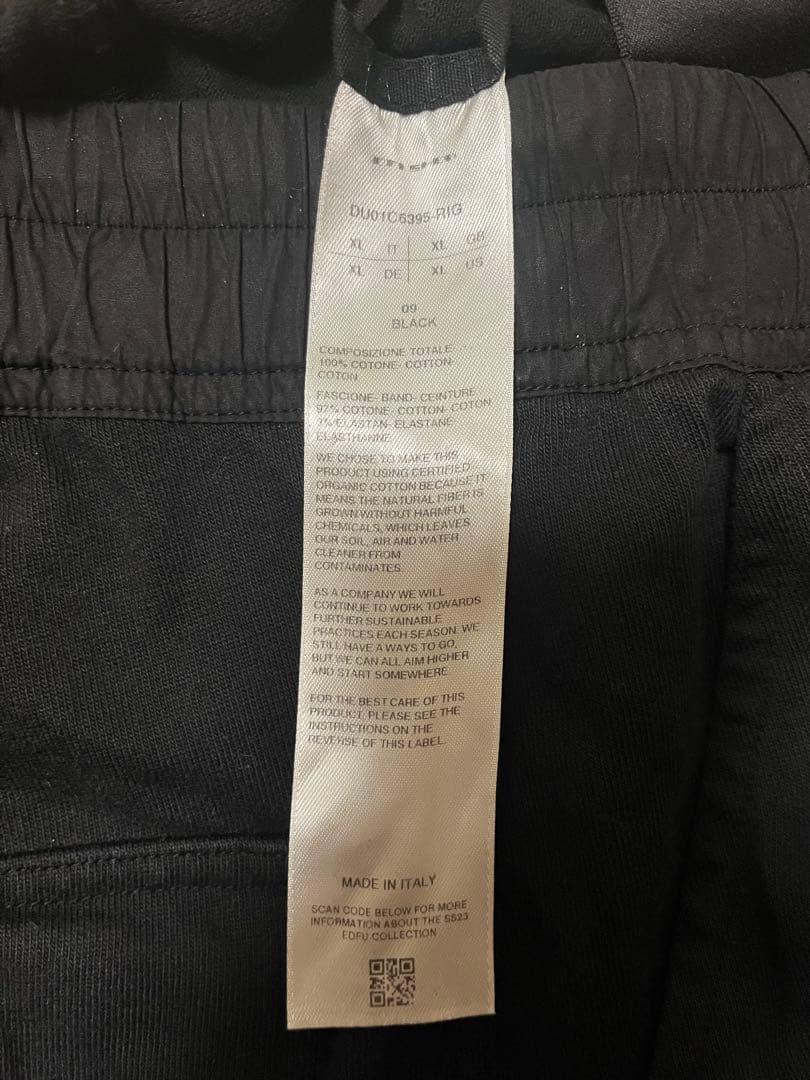 DU01C6395-RIG
XL IT XL GB
XL DE XL US
09
BLACK
COMPOSIZIONE TOTALE-
100% COTONE- COTTON-
COTON
FASCIONE- BAND- CEINTURE
97% COTONE- COTTON- COTON
3% ELASTAN- ELASTANE-
ELASTHANNE
WE CHOSE TO MAKE THIS
PRODUCT USING CERTIFIED
ORGANIC COTTON BECAUSE IT
MEANS THE NATURAL FIBER IS
GROWN WITHOUT HARMFUL
CHEMICALS, WHICH LEAVES
OUR SOIL, AIR AND WATER
CLEANER FROM
CONTAMINATES.
AS A COMPANY WE WILL
CONTINUE TO WORK TOWARDS
FURTHER SUSTAINABLE
PRACTICES EACH SEASON. WE
STILL HAVE A WAYS TO GO,
BUT WE CAN ALL AIM HIGHER
AND START SOMEWHERE.
FOR THE BEST CARE OF THIS
PRODUCT, PLEASE SEE THE
INSTRUCTIONS ON THE
REVERSE OF THIS LABEL.
MADE IN ITALY
SCAN CODE BELOW FOR MORE
INFORMATION ABOUT THE SS23
EDFU COLLECTION